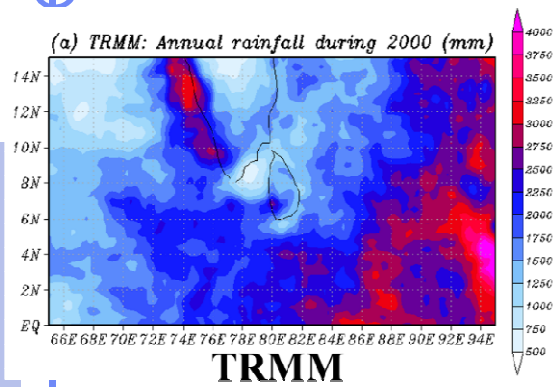 (a) TRMM: Annual rainfall during 2000 (mm)
14N
12N
10N
8N
6N
4N
2N
EQ
66E 68E 70E 72E 74E 76E 78E 80E 82E 84E 86E 88E 90E 92E 94E
4000
3750
3500
3350
3000
2750
2500
2250
2000
1750
1500
1250
1000
750
500
TRMM